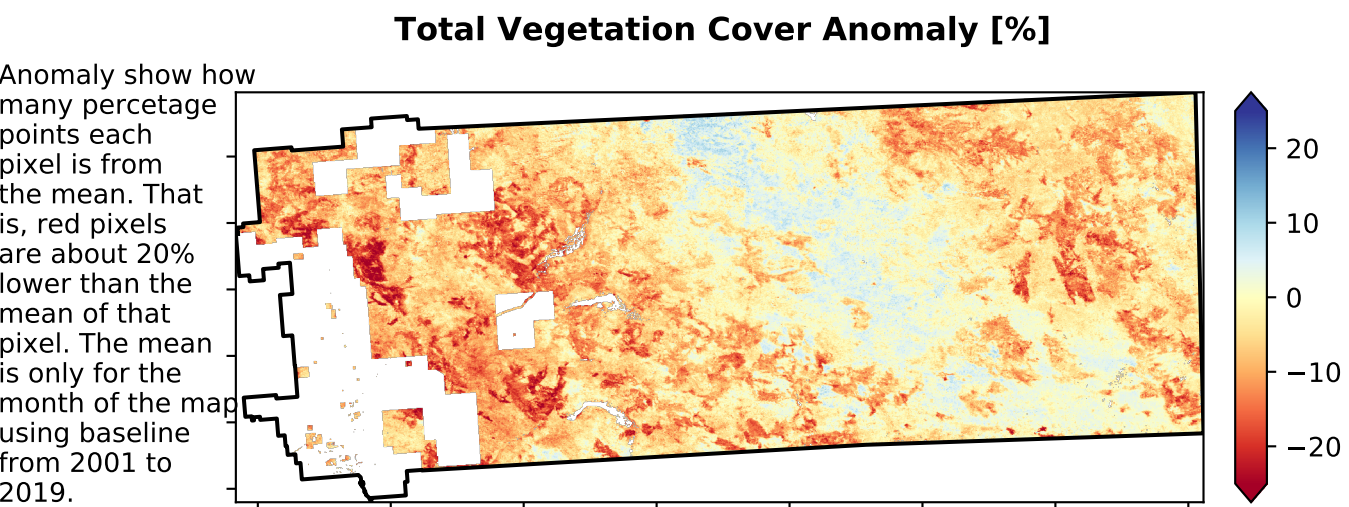 Total Vegetation Cover Anomaly [%]
Anomaly show how
many percetage
points each
pixel is from
the mean. That
is, red pixels
are about 20%
lower than the
mean of that
pixel. The mean
is only for the
month of the map
using baseline
from 2001 to
2019.
20
10
0
−10
−20